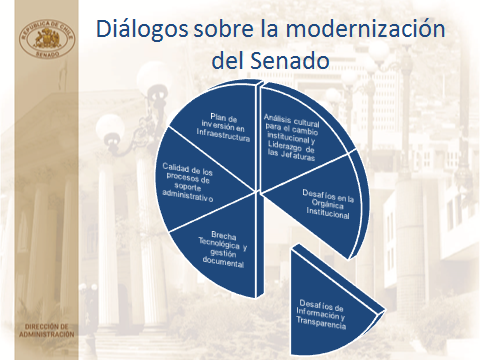 REPUBLICA DE CHILE
SENADO
Diálogos sobre la modernización
del Senado
Análisis cultural
para el cambio
institucional y
Liderazgo de
las Jefaturas
Desafíos en la
Orgánica
Institucional
Desafíos de
Información y
Transparencia
Brecha
Tecnológica y
gestión
documental
Calidad de los
procesos de
soporte
administrativo
Plan de
inversión en
Infraestructura
DIRECCIÓN DE
ADMINISTRACIÓN